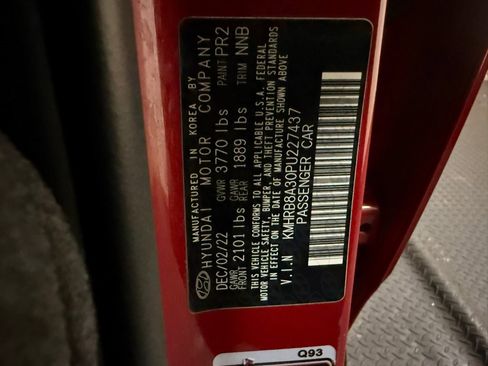 MANUFACTURED IN KOREA BY
HYUNDAI MOTOR COMPANY
DEC/02/22 GVWR 3770 lbs PAINT PR2
GAWR FRONT 2101 lbs GAWR REAR 1889 lbs TRIM NNB
THIS VEHICLE CONFORMS TO ALL APPLICABLE U.S.A. FEDERAL
MOTOR VEHICLE SAFETY, BUMPER, AND THEFT PREVENTION STANDARDS
IN EFFECT ON THE DATE OF MANUFACTURE SHOWN ABOVE
V.I.N KMHRB8A30PU227437
PASSENGER CAR
Q93